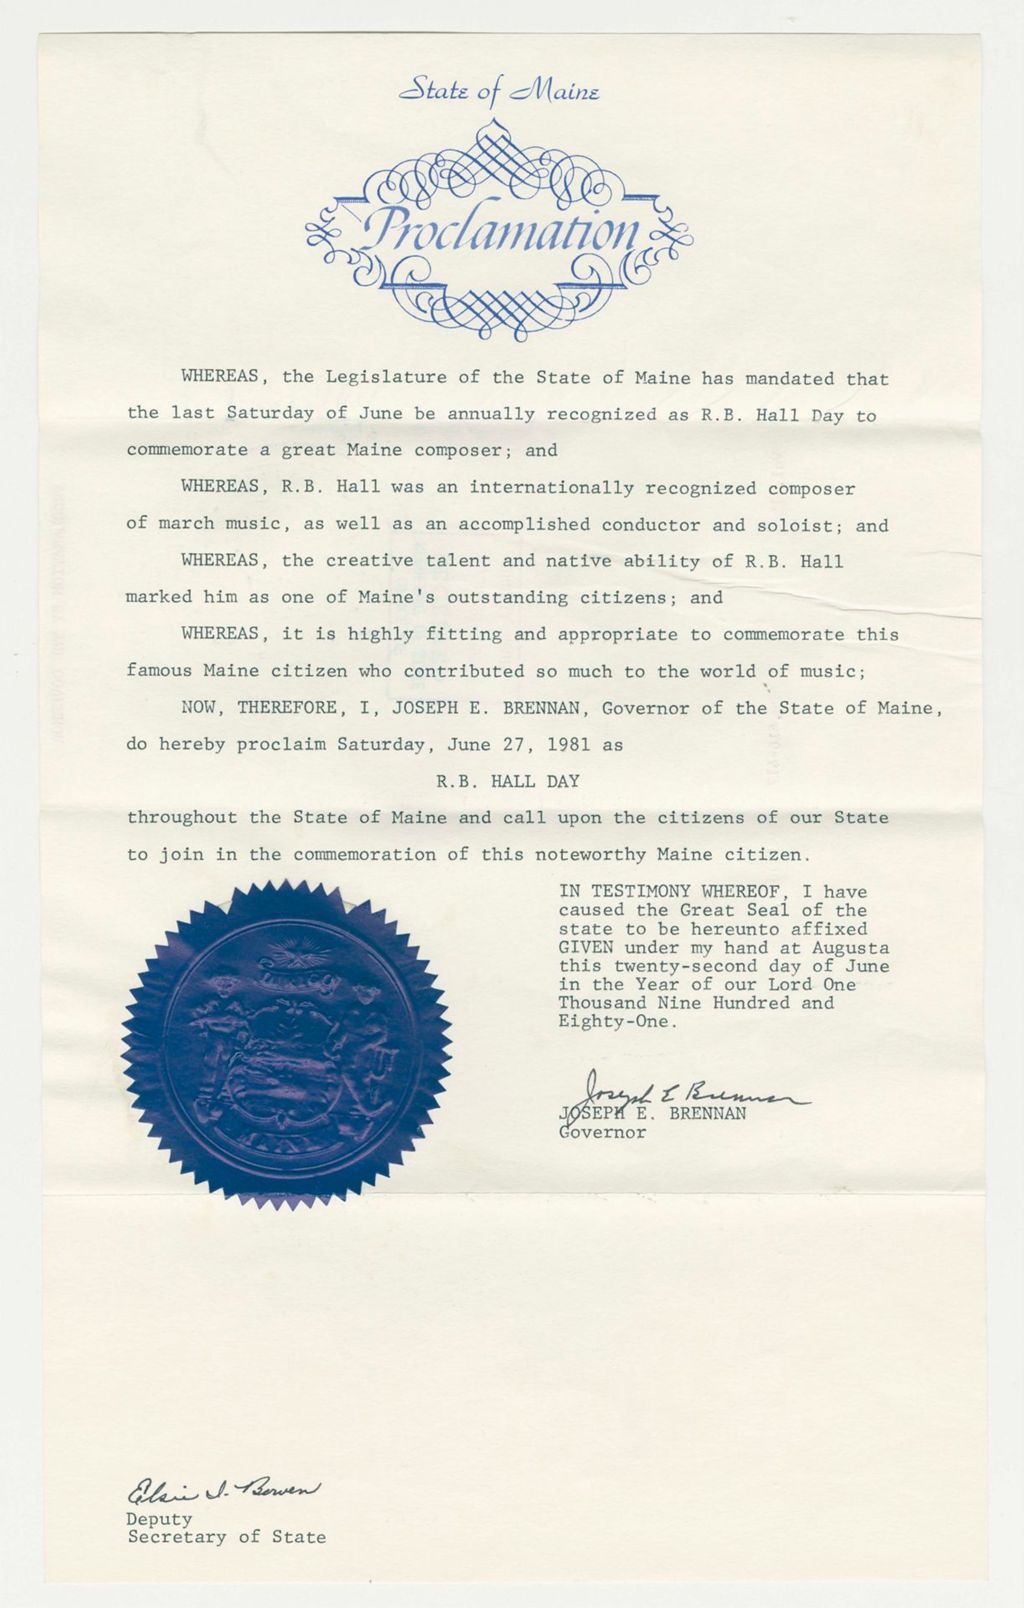 State of Maine
Proclamation
WHEREAS, the Legislature of the State of Maine has mandated that
the last Saturday of June be annually recognized as R.B. Hall Day to
commemorate a great Maine composer; and
WHEREAS, R.B. Hall was an internationally recognized composer
of march music, as well as an accomplished conductor and soloist; and
WHEREAS, the creative talent and native ability of R.B. Hall
marked him as one of Maine's outstanding citizens; and
WHEREAS, it is highly fitting and appropriate to commemorate this
famous Maine citizen who contributed so much to the world of music;
NOW, THEREFORE, I, JOSEPH E. BRENNAN, Governor of the State of Maine,
do hereby proclaim Saturday, June 27, 1981 as
R.B. HALL DAY
throughout the State of Maine and call upon the citizens of our State
to join in the commemoration of this noteworthy Maine citizen.
IN TESTIMONY WHEREOF, I have
caused the Great Seal of the
state to be hereunto affixed
GIVEN under my hand at Augusta
this twenty-second day of June
in the Year of our Lord One
Thousand Nine Hundred and
Eighty-One.
Joseph E Brennan
JOSEPH E. BRENNAN
Governor
Elsie I. Bowen
Deputy
Secretary of State